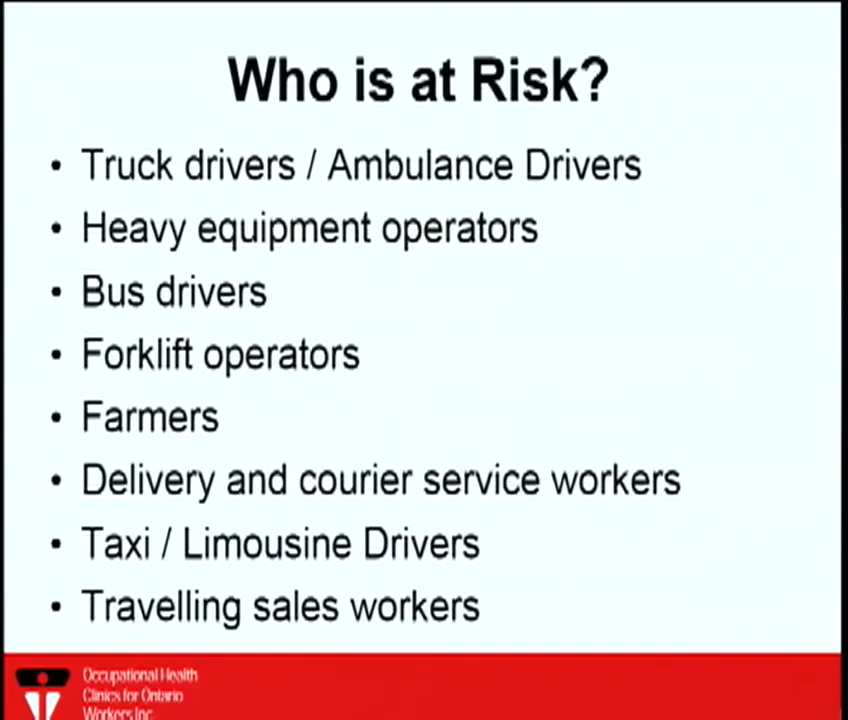 Who is at Risk?
• Truck drivers / Ambulance Drivers
• Heavy equipment operators
• Bus drivers
• Forklift operators
• Farmers
• Delivery and courier service workers
• Taxi / Limousine Drivers
• Travelling sales workers
Occupational Health
Clinics for Ontario
Workers Inc.